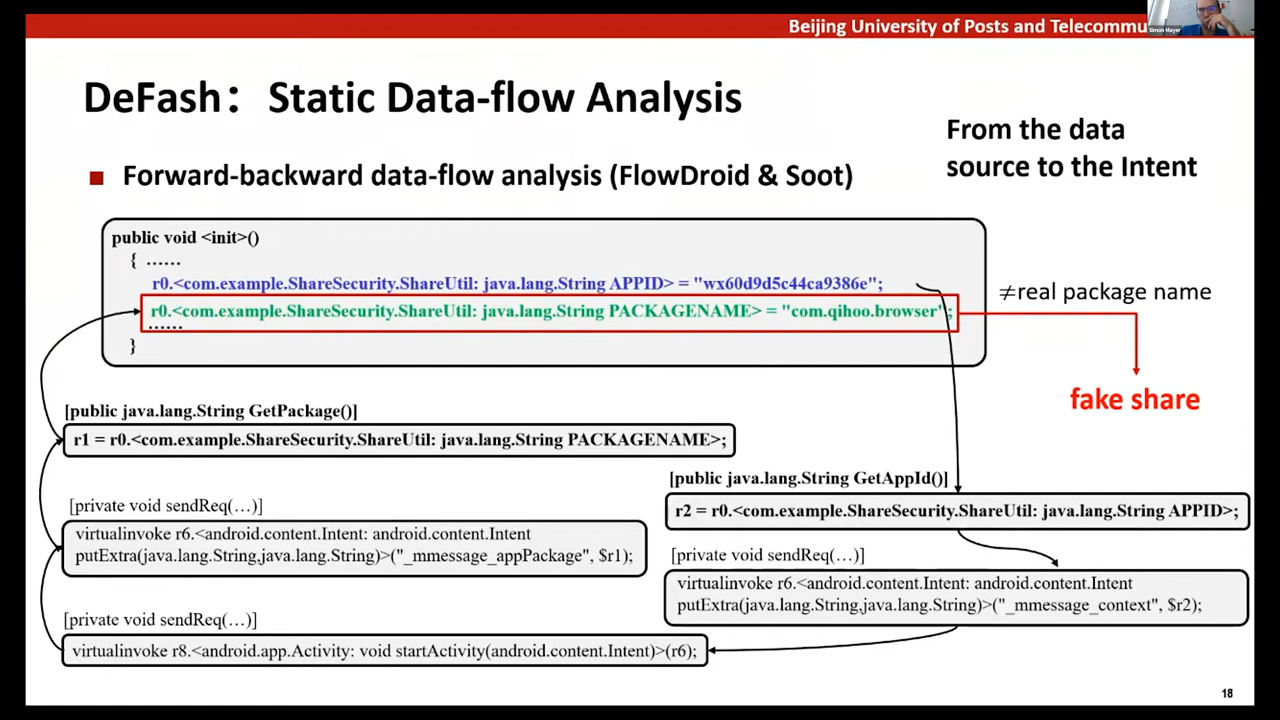 Beijing University of Posts and Telecommu
Simon Mayer
DeFash: Static Data-flow Analysis
From the data
source to the Intent
■ Forward-backward data-flow analysis (FlowDroid & Soot)
public void <init>()
{ ……
r0.<com.example.ShareSecurity.ShareUtil: java.lang.String APPID> = "wx60d9d5c44ca9386e";
r0.<com.example.ShareSecurity.ShareUtil: java.lang.String PACKAGENAME> = "com.qihoo.browser";
……
}
≠real package name
fake share
[public java.lang.String GetPackage()]
r1 = r0.<com.example.ShareSecurity.ShareUtil: java.lang.String PACKAGENAME>;
[private void sendReq(…)]
virtualinvoke r6.<android.content.Intent: android.content.Intent
putExtra(java.lang.String,java.lang.String)>("_mmessage_appPackage", $r1);
[private void sendReq(…)]
virtualinvoke r8.<android.app.Activity: void startActivity(android.content.Intent)>(r6);
[public java.lang.String GetAppId()]
r2 = r0.<com.example.ShareSecurity.ShareUtil: java.lang.String APPID>;
[private void sendReq(…)]
virtualinvoke r6.<android.content.Intent: android.content.Intent
putExtra(java.lang.String,java.lang.String)>("_mmessage_context", $r2);
18